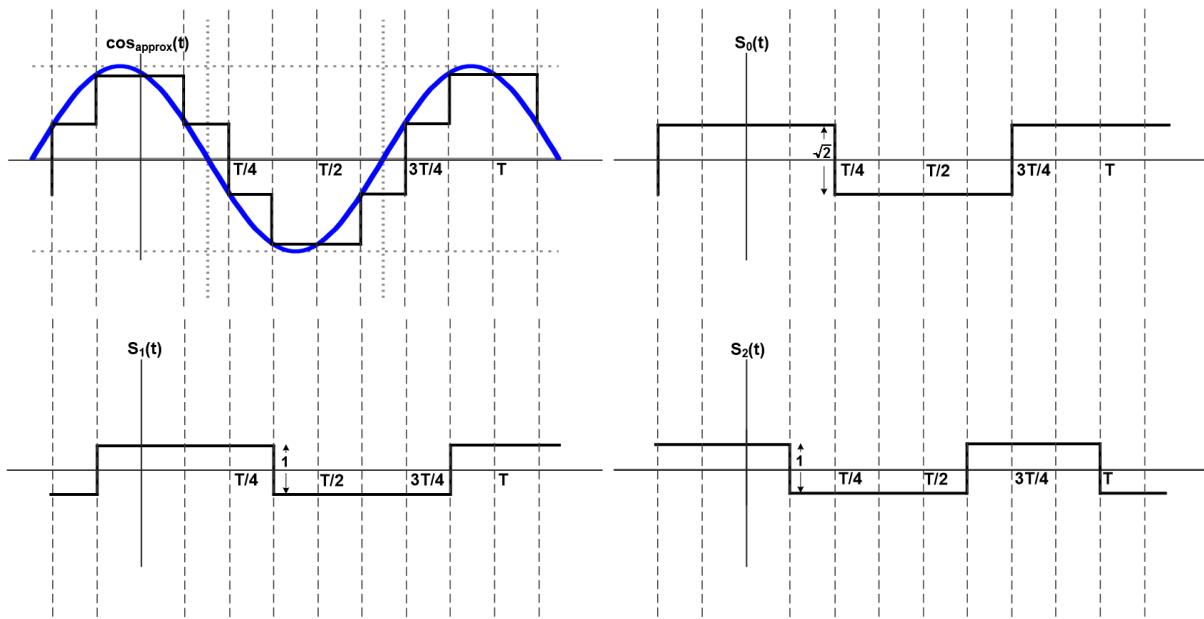 cos_approx(t)
T/4 T/2 3T/4 T
S₀(t)
√2
T/4 T/2 3T/4 T
S₁(t)
1
T/4 T/2 3T/4 T
S₂(t)
1
T/4 T/2 3T/4 T